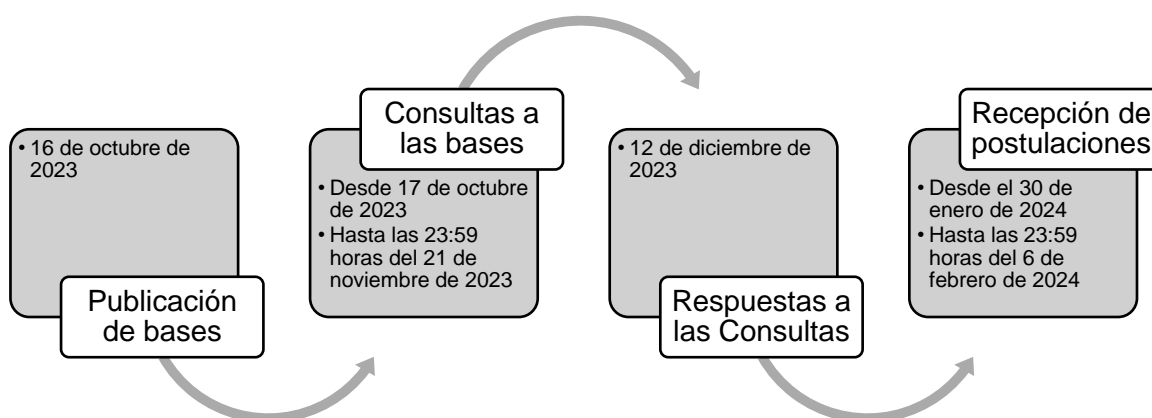 • 16 de octubre de
2023
Publicación
de bases
Consultas a
las bases
• Desde 17 de octubre
de 2023
• Hasta las 23:59
horas del 21 de
noviembre de 2023
• 12 de diciembre de
2023
Respuestas a
las Consultas
Recepción de
postulaciones
• Desde el 30 de
enero de 2024
• Hasta las 23:59
horas del 6 de
febrero de 2024